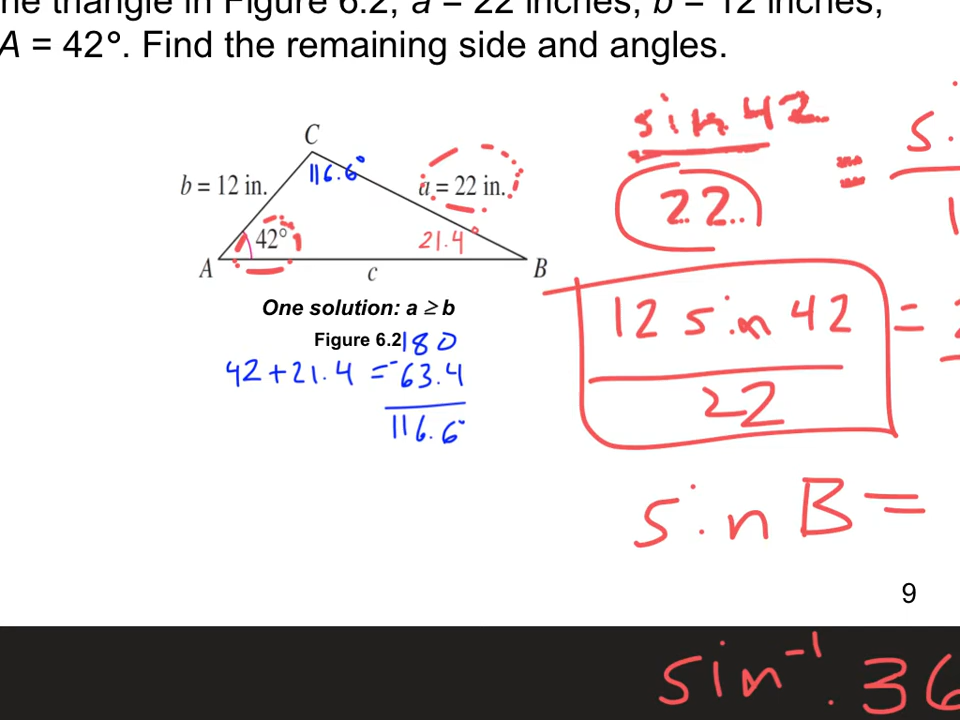 he triangle in Figure 6.2, a = 22 inches, b = 12 inches,
A = 42°. Find the remaining side and angles.
sin 42
22
=
s
1
C
116.6°
b = 12 in.
a = 22 in.
42°
21.4°
A
c
B
One solution: a ≥ b
Figure 6.2
180
42+21.4 = -63.4
116.6°
12 sin 42 =
22
sin B =
9
sin⁻¹ .36